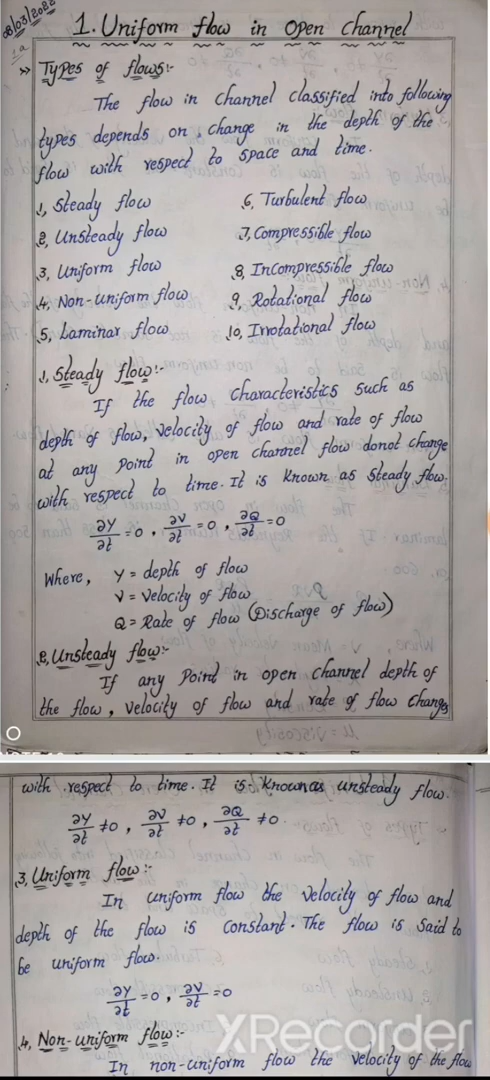 08/03/2022
1. Uniform flow in Open Channel
Types of flows:-
The flow in channel classified into following
types depends on, change in the depth of the
flow with respect to space and time.
1, Steady flow
2, Unsteady flow
3, Uniform flow
4, Non-uniform flow
5, Laminar flow
6, Turbulent flow
7, Compressible flow
8, Incompressible flow
9, Rotational flow
10, Irrotational flow
1, Steady flow:-
If the flow characteristics such as
depth of flow, velocity of flow and rate of flow
at any point in open channel flow donot change
with respect to time. It is known as steady flow.
∂Y/∂t = 0, ∂V/∂t = 0, ∂Q/∂t = 0
Where, Y = depth of flow
V = velocity of flow
Q = Rate of flow (Discharge of flow)
2, Unsteady flow:-
If any point in open channel depth of
the flow, velocity of flow and rate of flow changes
with respect to time. It is known as unsteady flow.
∂Y/∂t ≠ 0, ∂V/∂t ≠ 0, ∂Q/∂t ≠ 0.
3, Uniform flow:-
In uniform flow the velocity of flow and
depth of the flow is constant. The flow is said to
be uniform flow.
∂Y/∂t = 0, ∂V/∂t = 0
4, Non-uniform flow:-
In non-uniform flow the velocity of the flow
XRecorder